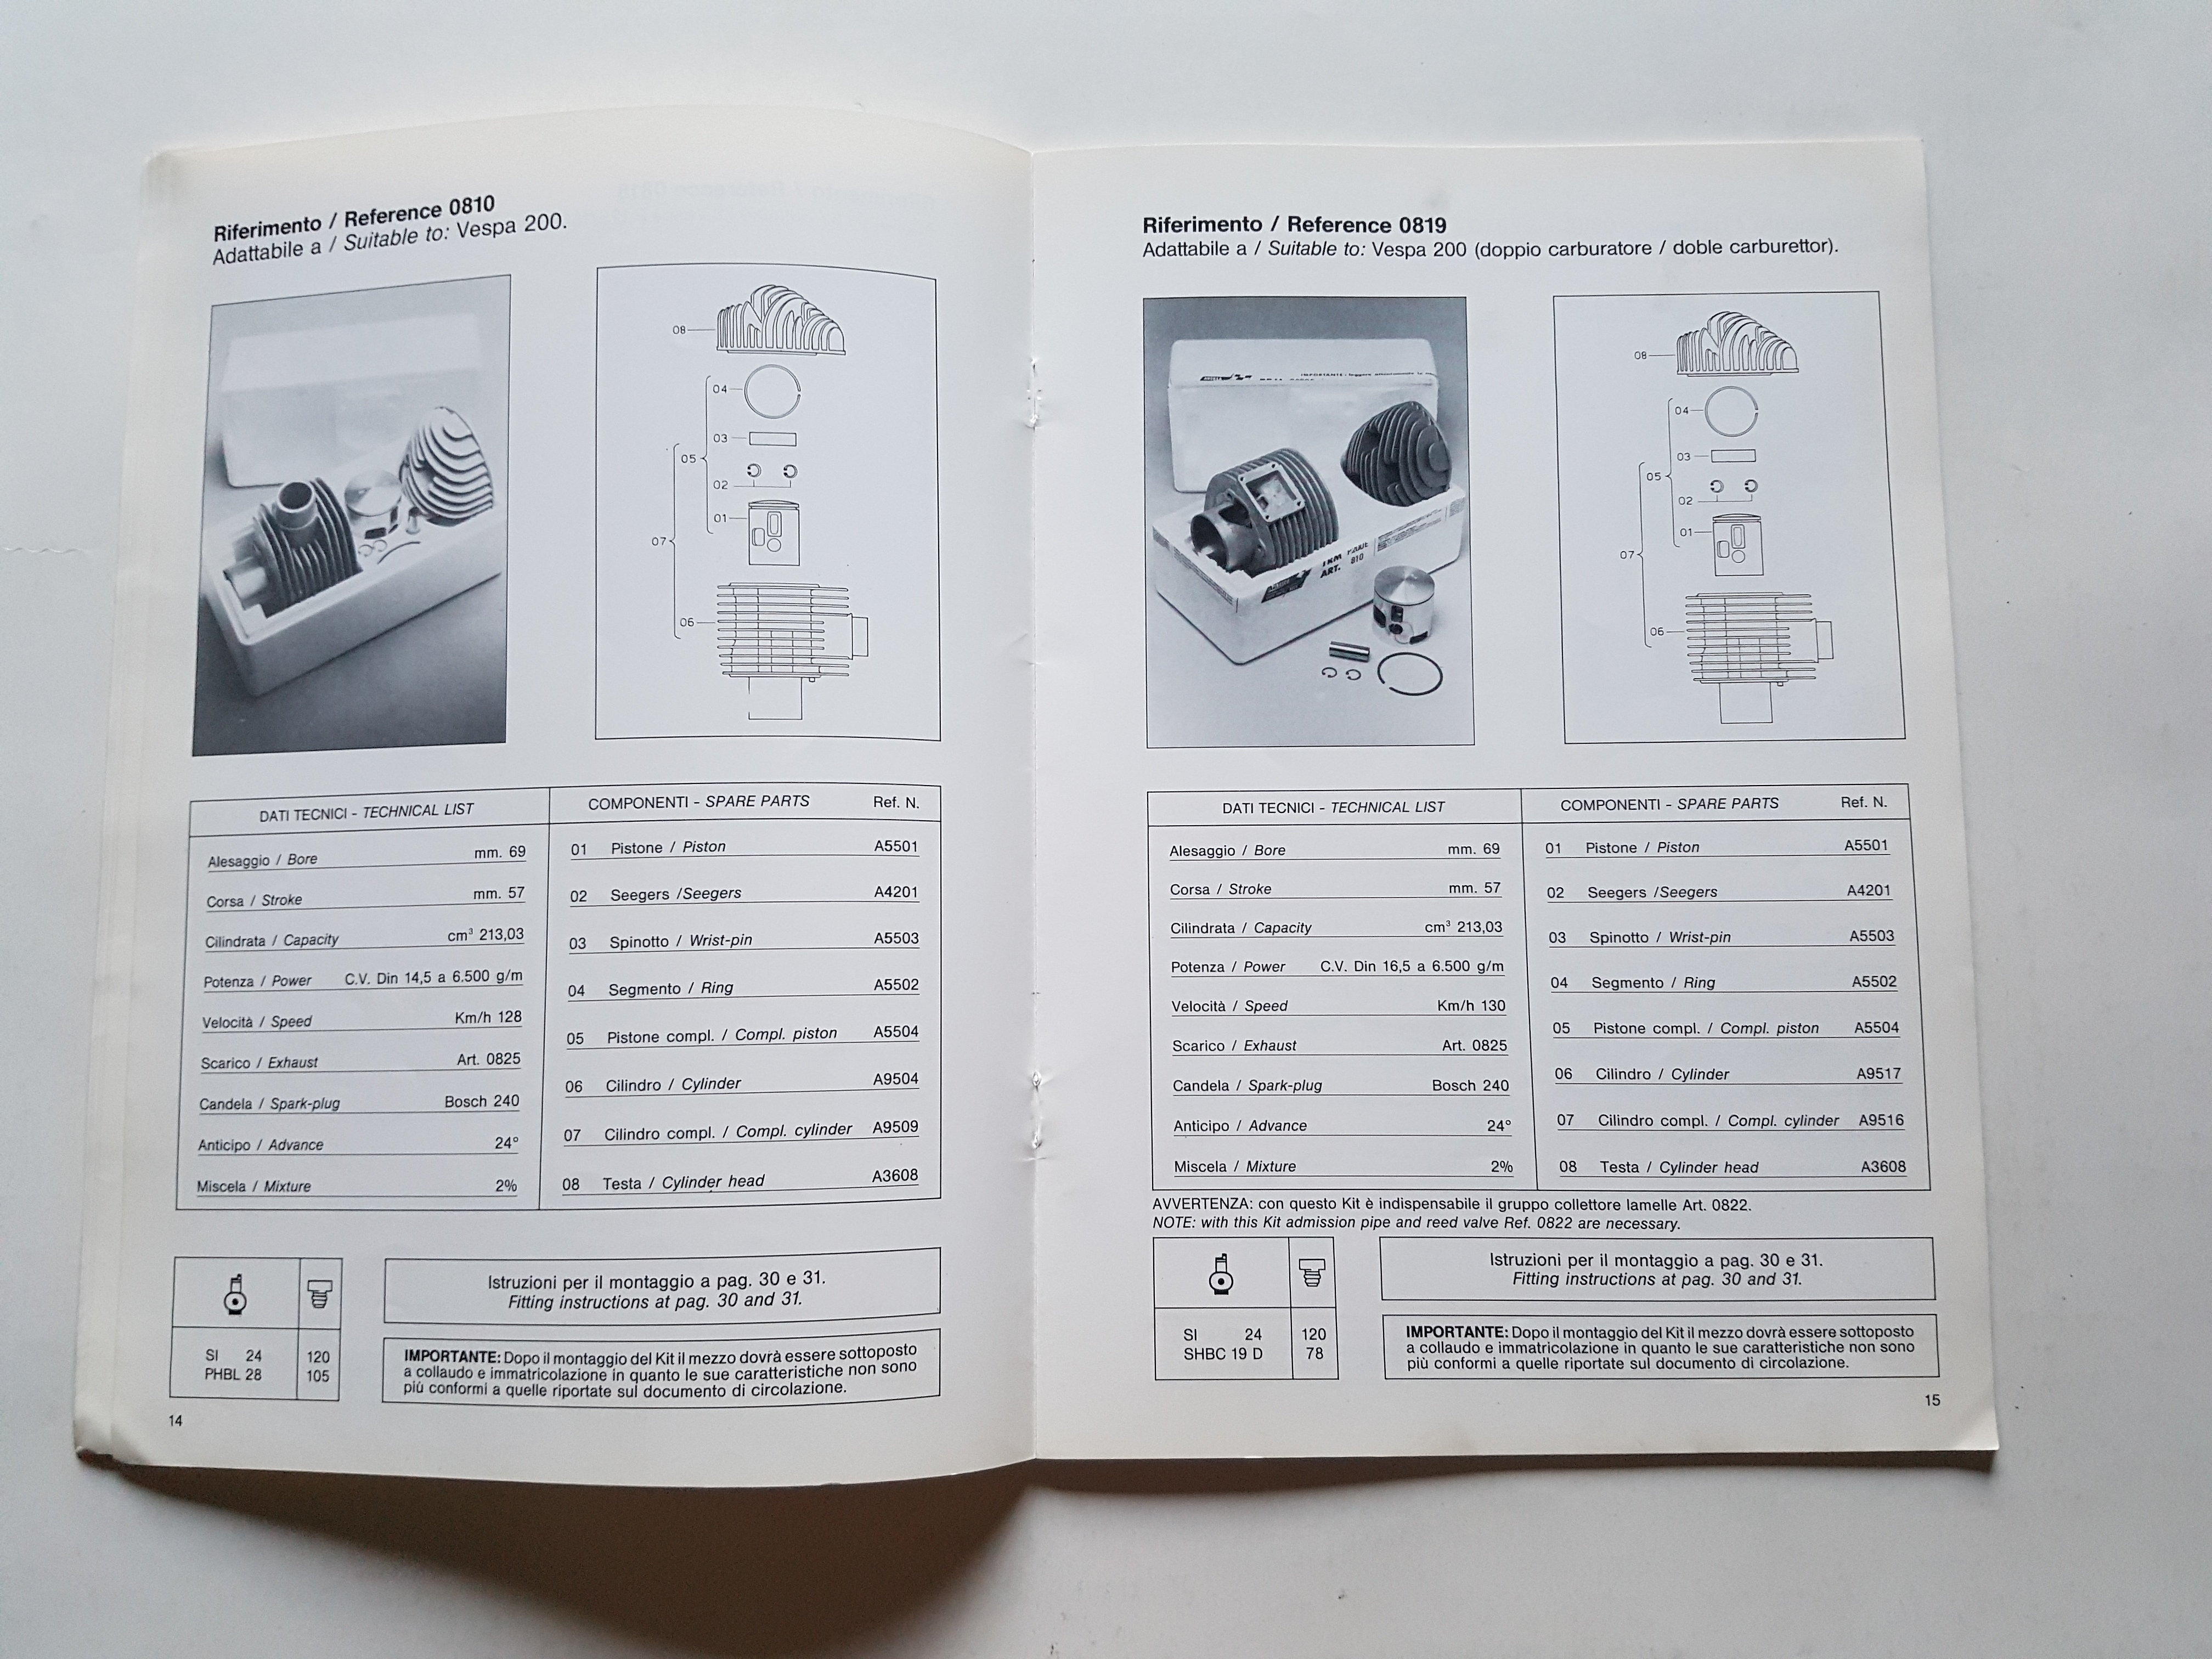 Riferimento / Reference 0810
Adattabile a / Suitable to: Vespa 200.
08
04
03
05
02
01
07
06
DATI TECNICI - TECHNICAL LIST
Alesaggio / Bore mm. 69
Corsa / Stroke mm. 57
Cilindrata / Capacity cm³ 213,03
Potenza / Power C.V. Din 14,5 a 6.500 g/m
Velocità / Speed Km/h 128
Scarico / Exhaust Art. 0825
Candela / Spark-plug Bosch 240
Anticipo / Advance 24°
Miscela / Mixture 2%
COMPONENTI - SPARE PARTS Ref. N.
01 Pistone / Piston A5501
02 Seegers /Seegers A4201
03 Spinotto / Wrist-pin A5503
04 Segmento / Ring A5502
05 Pistone compl. / Compl. piston A5504
06 Cilindro / Cylinder A9504
07 Cilindro compl. / Compl. cylinder A9509
08 Testa / Cylinder head A3608
SI 24 120
PHBL 28 105
Istruzioni per il montaggio a pag. 30 e 31.
Fitting instructions at pag. 30 and 31.
IMPORTANTE: Dopo il montaggio del Kit il mezzo dovrà essere sottoposto
a collaudo e immatricolazione in quanto le sue caratteristiche non sono
più conformi a quelle riportate sul documento di circolazione.
14
Riferimento / Reference 0819
Adattabile a / Suitable to: Vespa 200 (doppio carburatore / doble carburettor).
ART. 810
08
04
03
05
02
01
07
06
DATI TECNICI - TECHNICAL LIST
Alesaggio / Bore mm. 69
Corsa / Stroke mm. 57
Cilindrata / Capacity cm³ 213,03
Potenza / Power C.V. Din 16,5 a 6.500 g/m
Velocità / Speed Km/h 130
Scarico / Exhaust Art. 0825
Candela / Spark-plug Bosch 240
Anticipo / Advance 24°
Miscela / Mixture 2%
COMPONENTI - SPARE PARTS Ref. N.
01 Pistone / Piston A5501
02 Seegers /Seegers A4201
03 Spinotto / Wrist-pin A5503
04 Segmento / Ring A5502
05 Pistone compl. / Compl. piston A5504
06 Cilindro / Cylinder A9517
07 Cilindro compl. / Compl. cylinder A9516
08 Testa / Cylinder head A3608
AVVERTENZA: con questo Kit è indispensabile il gruppo collettore lamelle Art. 0822.
NOTE: with this Kit admission pipe and reed valve Ref. 0822 are necessary.
SI 24 120
SHBC 19 D 78
Istruzioni per il montaggio a pag. 30 e 31.
Fitting instructions at pag. 30 and 31.
IMPORTANTE: Dopo il montaggio del Kit il mezzo dovrà essere sottoposto
a collaudo e immatricolazione in quanto le sue caratteristiche non sono
più conformi a quelle riportate sul documento di circolazione.
15